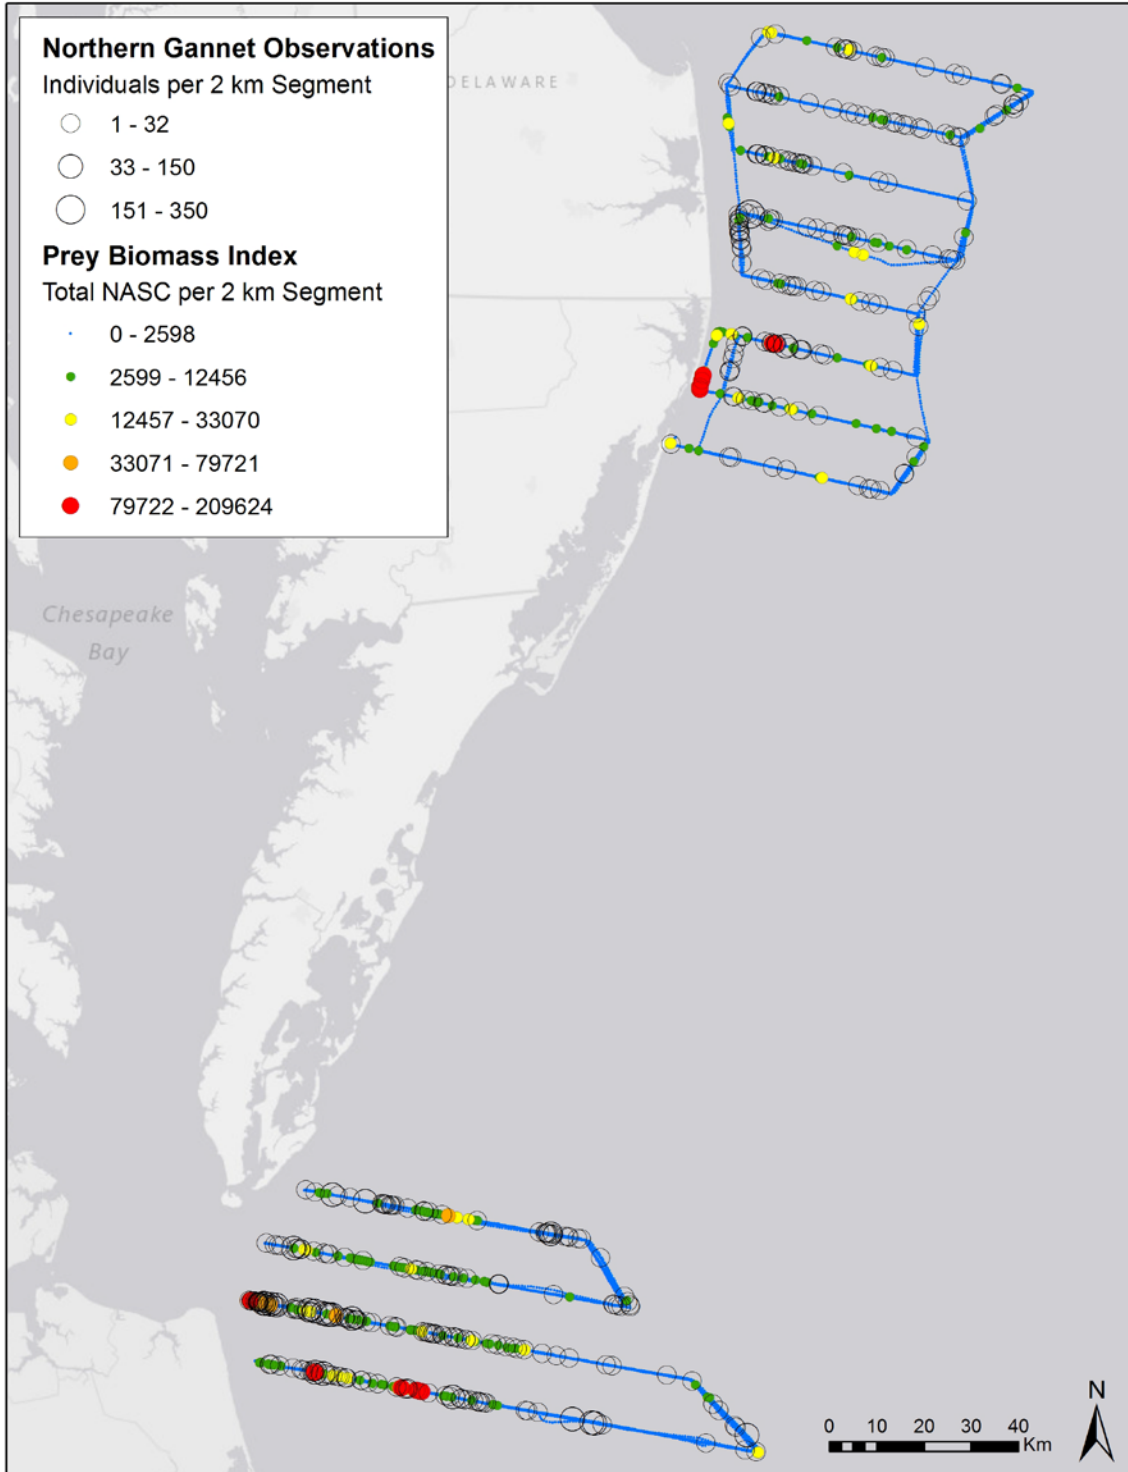 Northern Gannet Observations
Individuals per 2 km Segment
1 - 32
33 - 150
151 - 350
Prey Biomass Index
Total NASC per 2 km Segment
0 - 2598
2599 - 12456
12457 - 33070
33071 - 79721
79722 - 209624
DELAWARE
Chesapeake
Bay
N
0 10 20 30 40
Km